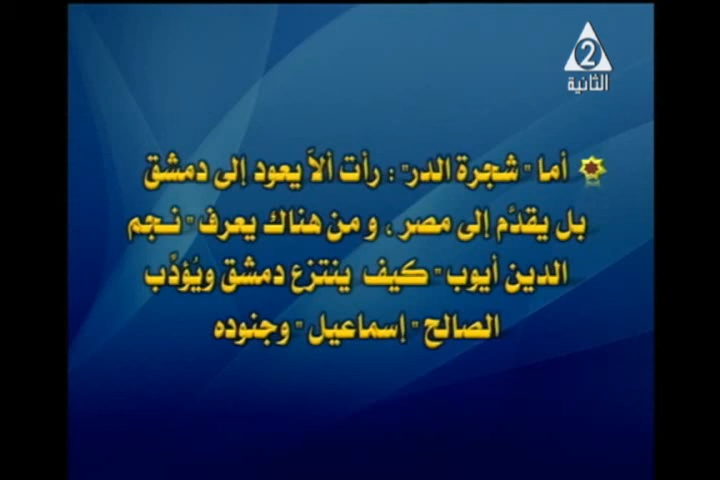 2
الثانية
أما " شجرة الدر" : رأت ألاَّ يعود إلى دمشق
بل يقدَّم إلى مصر ، و من هناك يعرف " نـجم
الدين أيوب " كيف ينتزع دمشق ويُؤدِّب
الصالح " إسماعيل " وجنوده